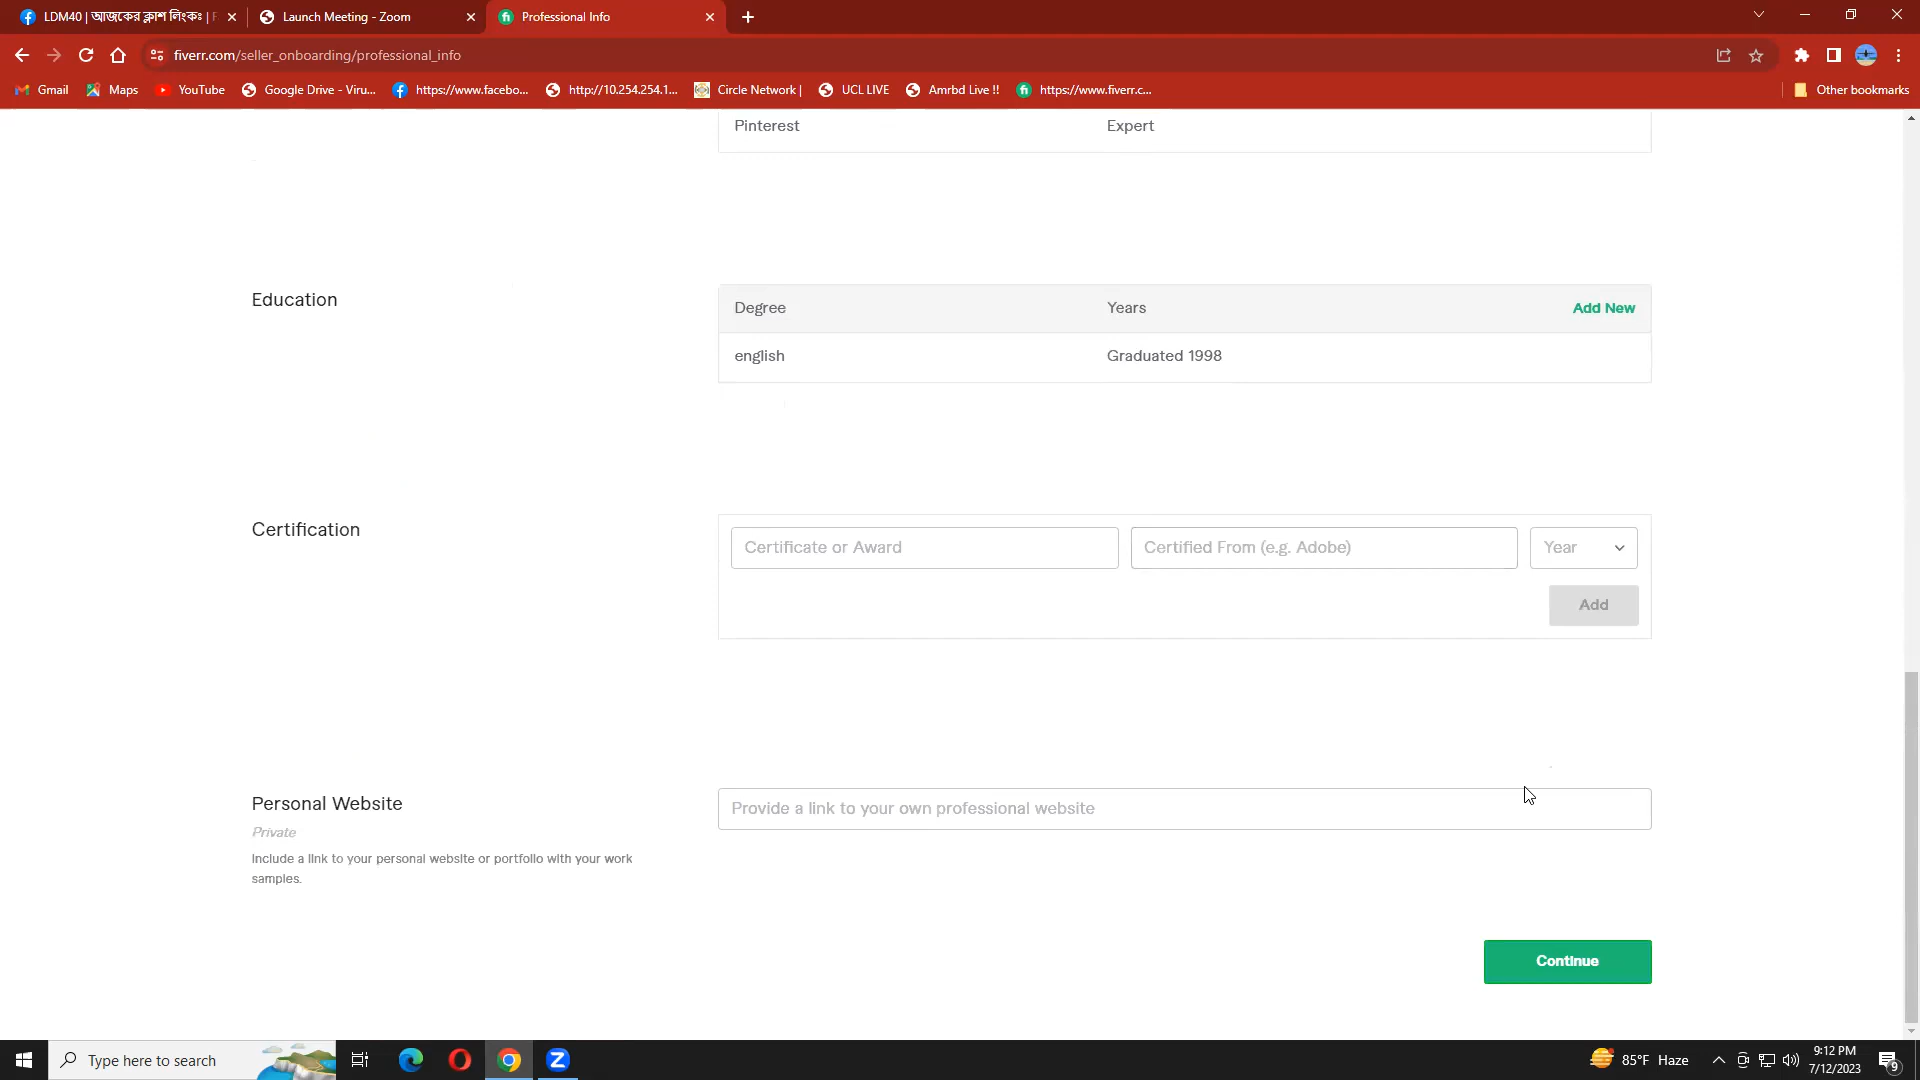 LDM40 | আজকের ক্লাশ লিংকঃ | F
Launch Meeting - Zoom
Professional Info
fiverr.com/seller_onboarding/professional_info
Gmail
Maps
YouTube
Google Drive - Viru...
https://www.facebo...
http://10.254.254.1...
Circle Network |
UCL LIVE
Amrbd Live !!
https://www.fiverr.c...
Other bookmarks
Pinterest Expert
Education
Degree Years Add New
english Graduated 1998
Certification
Certificate or Award
Certified From (e.g. Adobe)
Year
Add
Personal Website
Private
Include a link to your personal website or portfolio with your work
samples.
Provide a link to your own professional website
Continue
Type here to search
85°F Haze
9:12 PM
7/12/2023
9